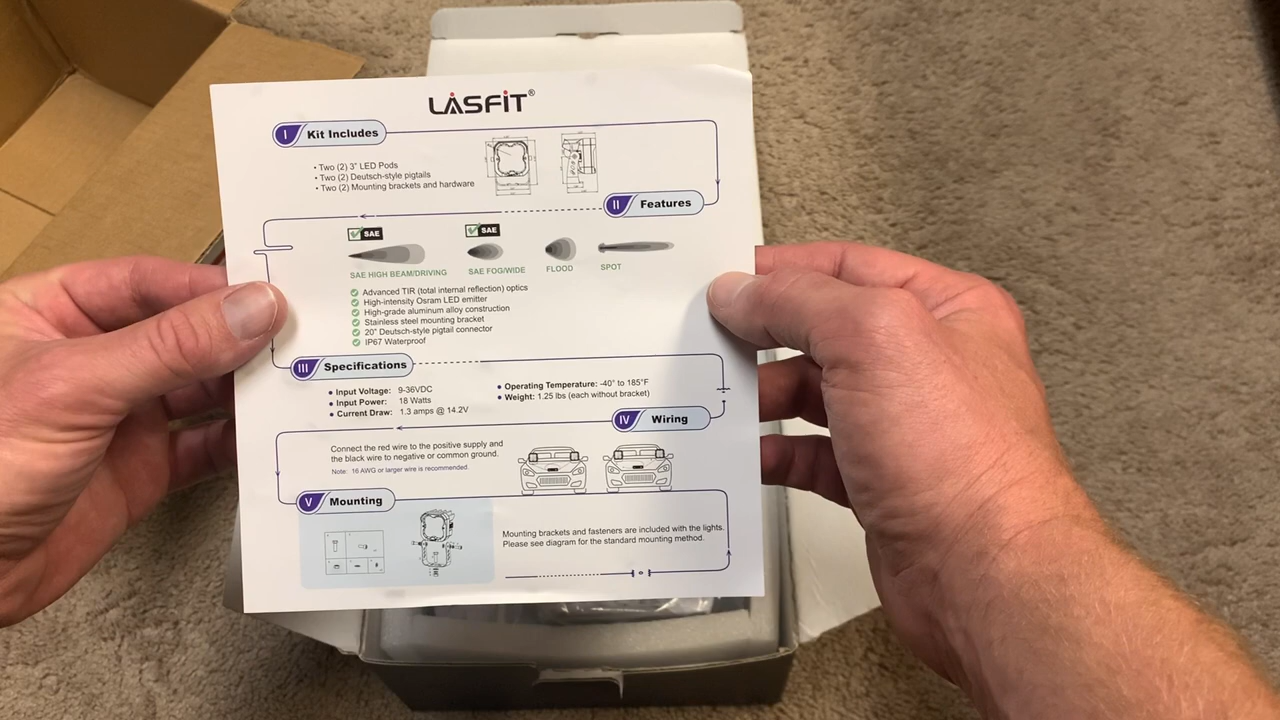 LASFIT®
I Kit Includes
• Two (2) 3" LED Pods
• Two (2) Deutsch-style pigtails
• Two (2) Mounting brackets and hardware
II Features
SAE SAE
SAE HIGH BEAM/DRIVING SAE FOG/WIDE FLOOD SPOT
Advanced TIR (total internal reflection) optics
High-intensity Osram LED emitter
High-grade aluminum alloy construction
Stainless steel mounting bracket
20" Deutsch-style pigtail connector
IP67 Waterproof
III Specifications
• Input Voltage: 9-36VDC
• Input Power: 18 Watts
• Current Draw: 1.3 amps @ 14.2V
• Operating Temperature: -40° to 185°F
• Weight: 1.25 lbs (each without bracket)
IV Wiring
Connect the red wire to the positive supply and
the black wire to negative or common ground.
Note: 16 AWG or larger wire is recommended.
V Mounting
Mounting brackets and fasteners are included with the lights.
Please see diagram for the standard mounting method.